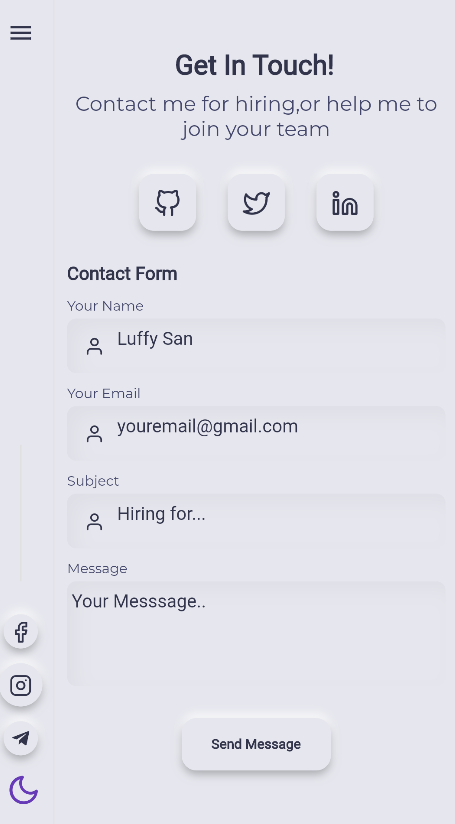 Get In Touch!
Contact me for hiring,or help me to
join your team
Contact Form
Your Name
Luffy San
Your Email
youremail@gmail.com
Subject
Hiring for...
Message
Your Messsage..
Send Message